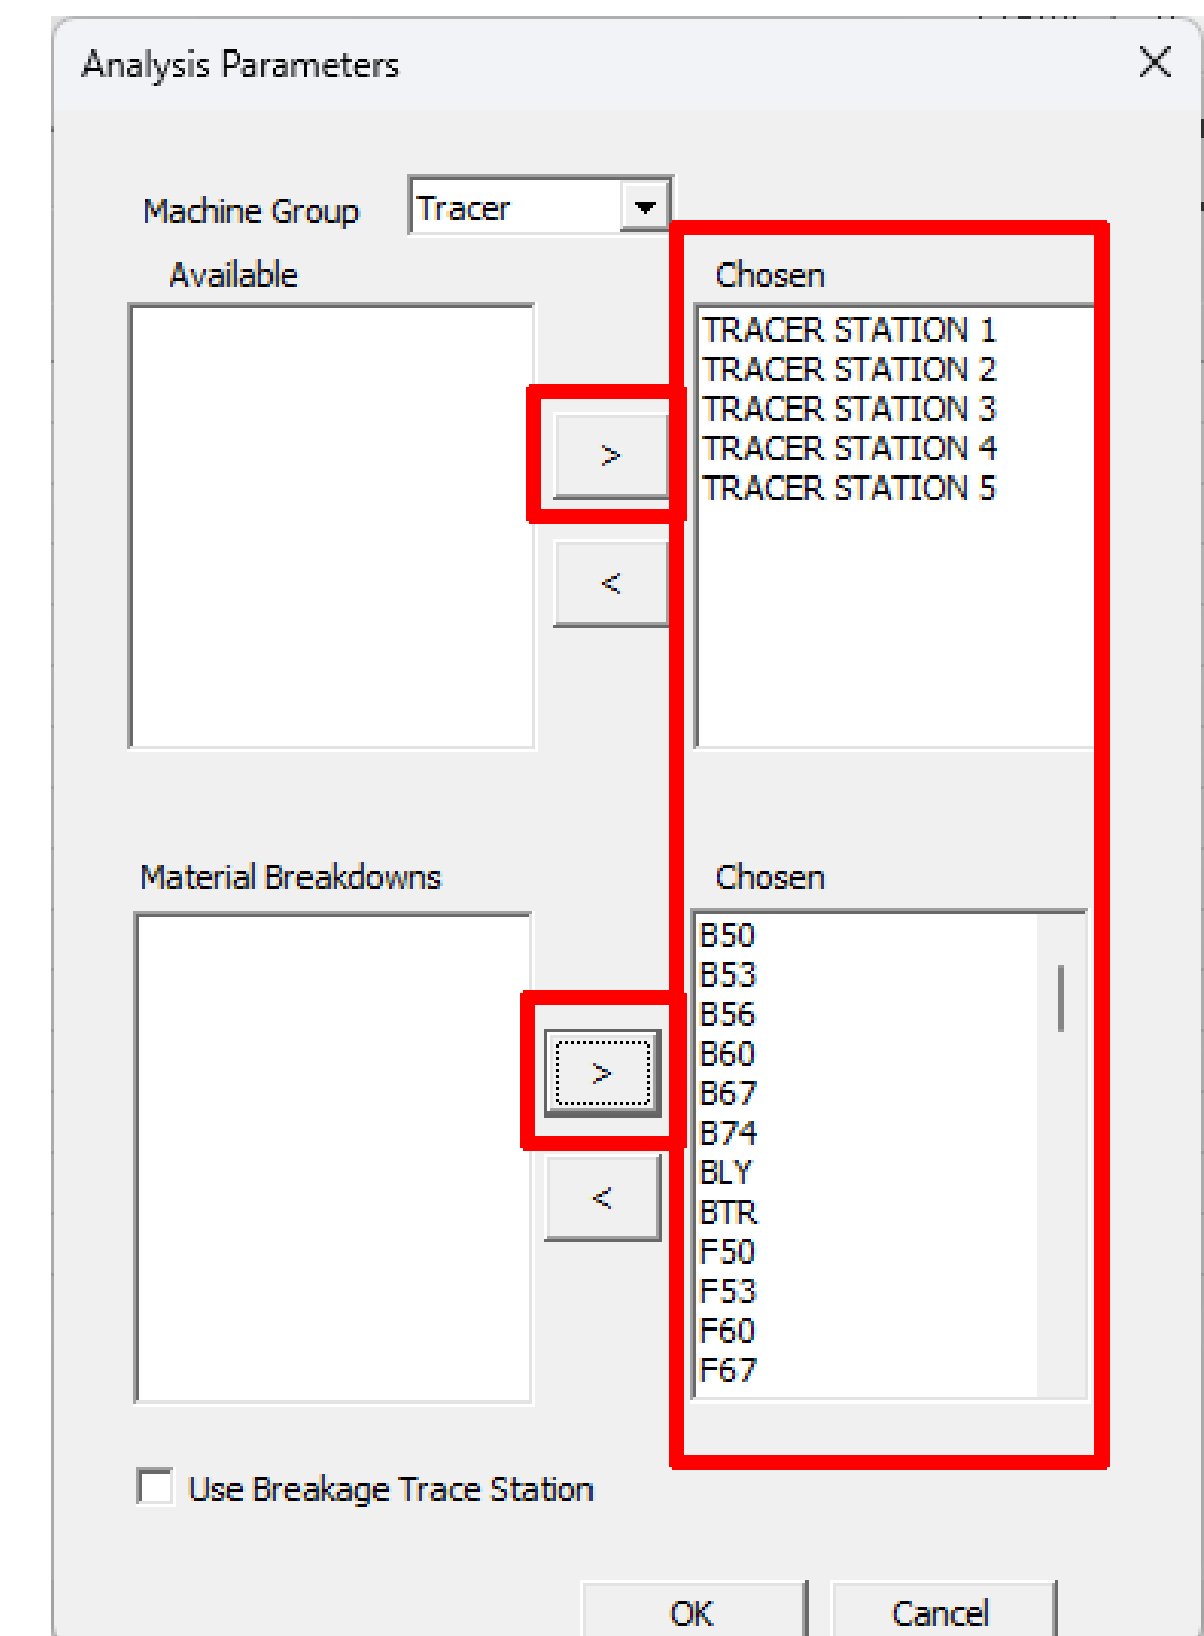 Analysis Parameters
Machine Group Tracer
Available
Chosen
TRACER STATION 1
TRACER STATION 2
TRACER STATION 3
TRACER STATION 4
TRACER STATION 5
>
<
Material Breakdowns
Chosen
B50
B53
B56
B60
B67
B74
BLY
BTR
F50
F53
F60
F67
>
<
Use Breakage Trace Station
OK
Cancel